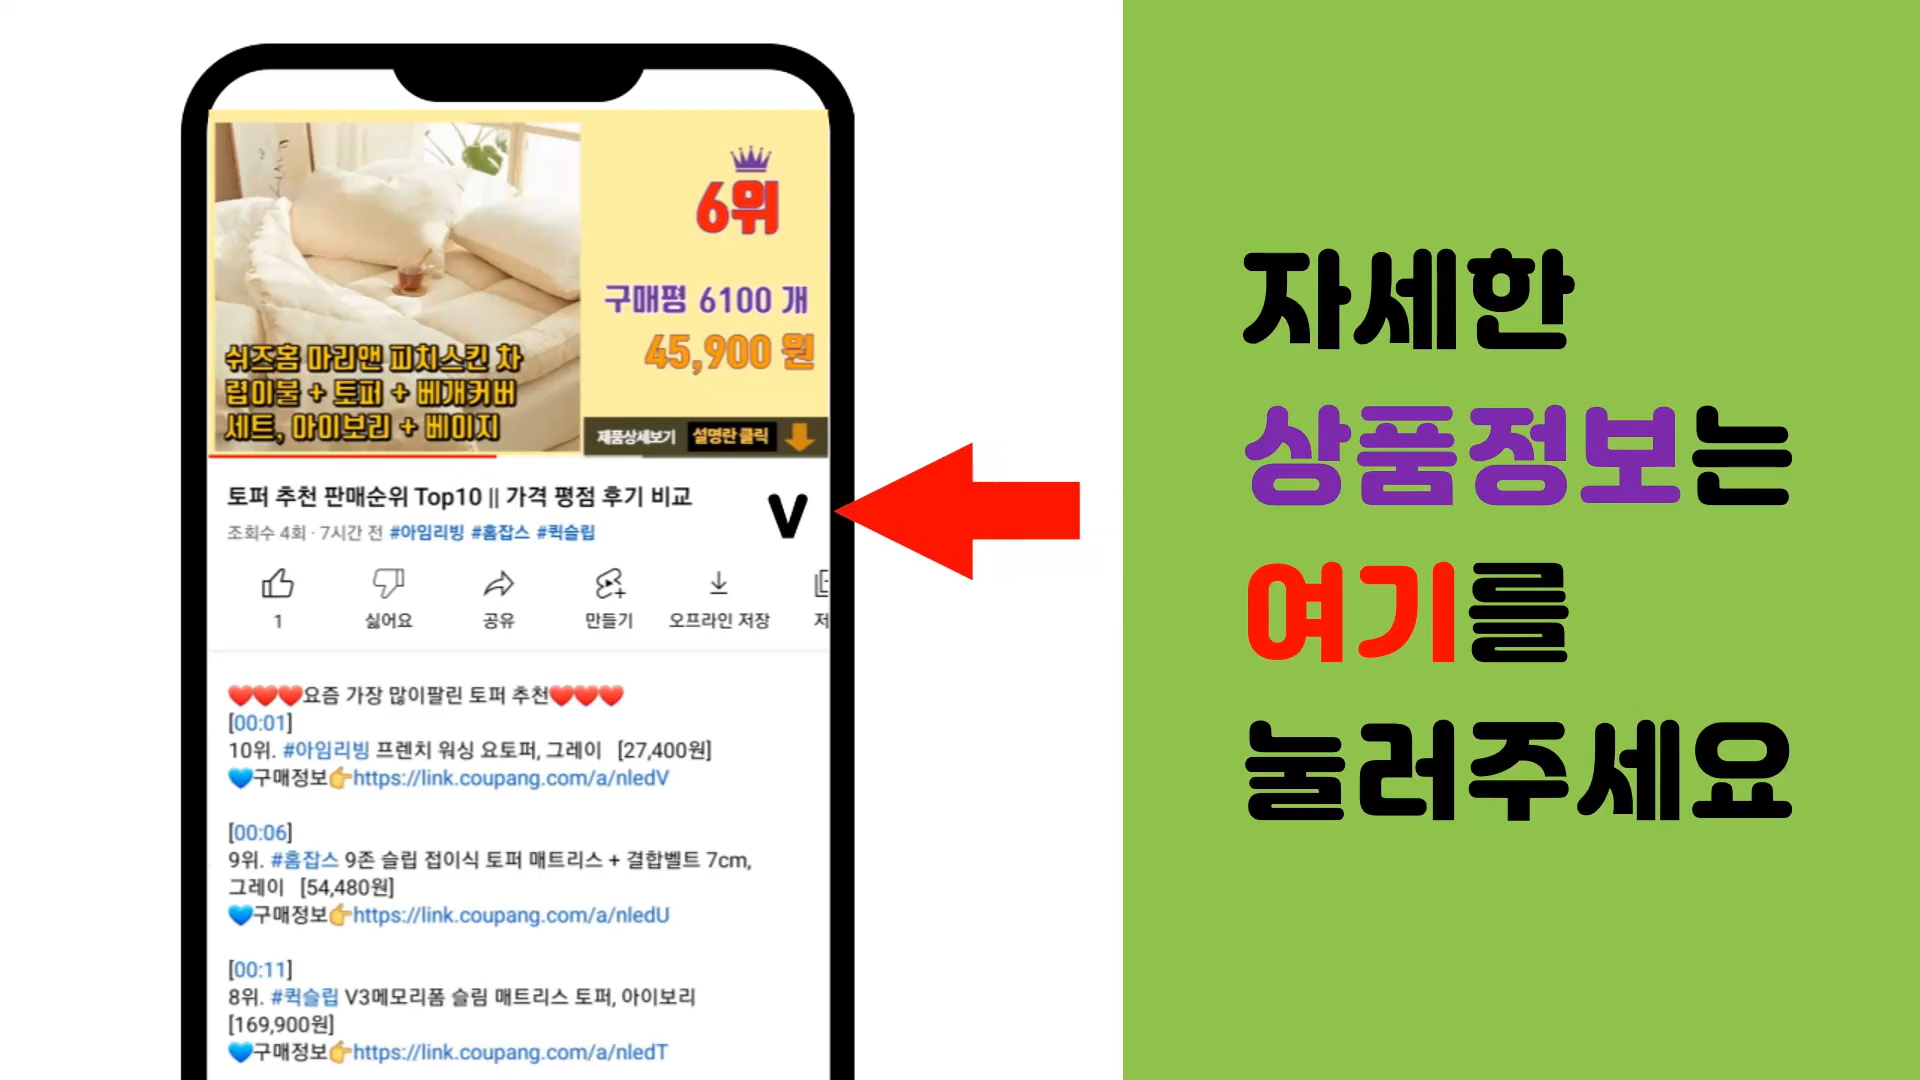 6위
구매평 6100 개
45,900 원
쉬즈홈 마리앤 피치스킨 차
렵이불 + 토퍼 + 베개커버
세트, 아이보리 + 베이지
제품상세보기 설명란 클릭
토퍼 추천 판매순위 Top10 || 가격 평점 후기 비교
V
조회수 4회 · 7시간 전 #아임리빙 #홈잡스 #퀵슬립
1 싫어요 공유 만들기 오프라인 저장 저
❤️❤️❤️요즘 가장 많이팔린 토퍼 추천❤️❤️❤️
[00:01]
10위. #아임리빙 프렌치 워싱 요토퍼, 그레이 [27,400원]
💙구매정보👉https://link.coupang.com/a/nledV
[00:06]
9위. #홈잡스 9존 슬립 접이식 토퍼 매트리스 + 결합벨트 7cm,
그레이 [54,480원]
💙구매정보👉https://link.coupang.com/a/nledU
[00:11]
8위. #퀵슬립 V3메모리폼 슬림 매트리스 토퍼, 아이보리
[169,900원]
💙구매정보👉https://link.coupang.com/a/nledT
자세한
상품정보는
여기를
눌러주세요